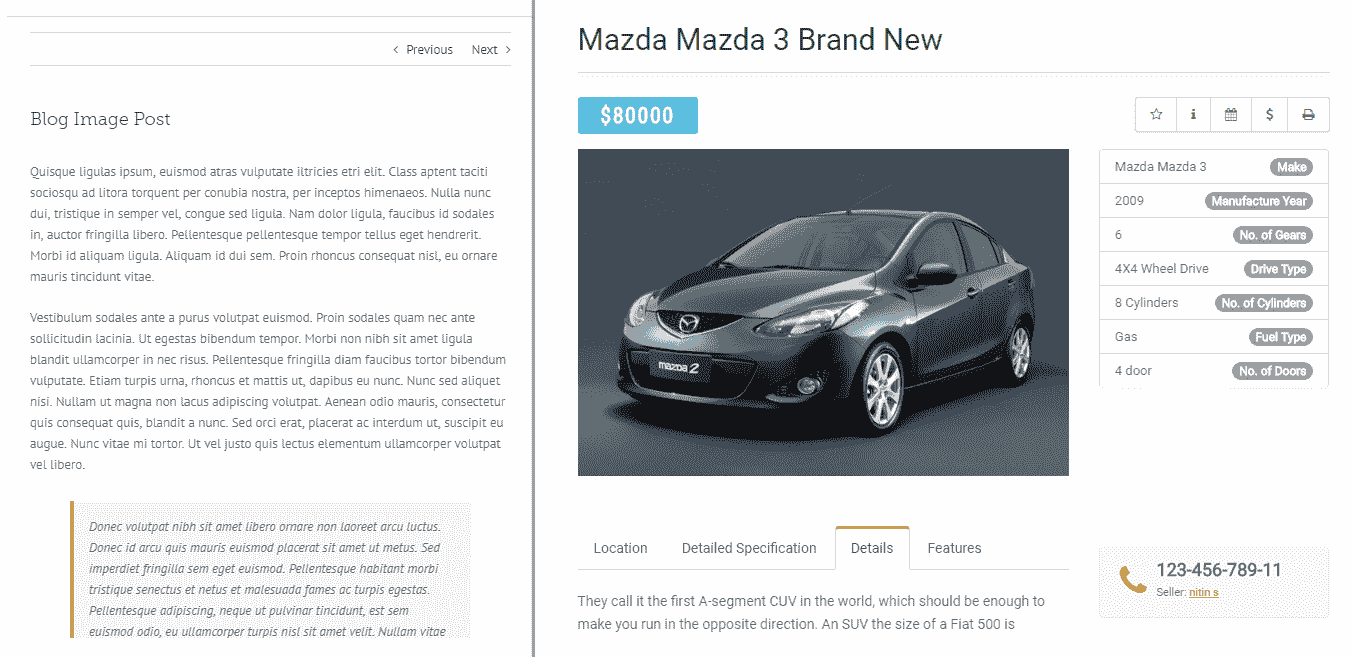 Previous Next
Blog Image Post
Quisque ligulas ipsum, euismod atras vulputate iltricies etri elit. Class aptent taciti
sociosqu ad litora torquent per conubia nostra, per inceptos himenaeos. Nulla nunc
dui, tristique in semper vel, congue sed ligula. Nam dolor ligula, faucibus id sodales
in, auctor fringilla libero. Pellentesque pellentesque tempor tellus eget hendrerit.
Morbi id aliquam ligula. Aliquam id dui sem. Proin rhoncus consequat nisl, eu ornare
mauris tincidunt vitae.
Vestibulum sodales ante a purus volutpat euismod. Proin sodales quam nec ante
sollicitudin lacinia. Ut egestas bibendum tempor. Morbi non nibh sit amet ligula
blandit ullamcorper in nec risus. Pellentesque fringilla diam faucibus tortor bibendum
vulputate. Etiam turpis urna, rhoncus et mattis ut, dapibus eu nunc. Nunc sed aliquet
nisi. Nullam ut magna non lacus adipiscing volutpat. Aenean odio mauris, consectetur
quis consequat quis, blandit a nunc. Sed orci erat, placerat ac interdum ut, suscipit eu
augue. Nunc vitae mi tortor. Ut vel justo quis lectus elementum ullamcorper volutpat
vel libero.
Donec volutpat nibh sit amet libero ornare non laoreet arcu luctus.
Donec id arcu quis mauris euismod placerat sit amet ut metus. Sed
imperdiet fringilla sem eget euismod. Pellentesque habitant morbi
tristique senectus et netus et malesuada fames ac turpis egestas.
Pellentesque adipiscing, neque ut pulvinar tincidunt, est sem
euismod odio, eu ullamcorper turpis nisl sit amet velit. Nullam vitae
Mazda Mazda 3 Brand New
$80000
mazda 2
Mazda Mazda 3 Make
2009 Manufacture Year
6 No. of Gears
4X4 Wheel Drive Drive Type
8 Cylinders No. of Cylinders
Gas Fuel Type
4 door No. of Doors
Location Detailed Specification Details Features
They call it the first A-segment CUV in the world, which should be enough to
make you run in the opposite direction. An SUV the size of a Fiat 500 is
123-456-789-11
Seller: nitin s